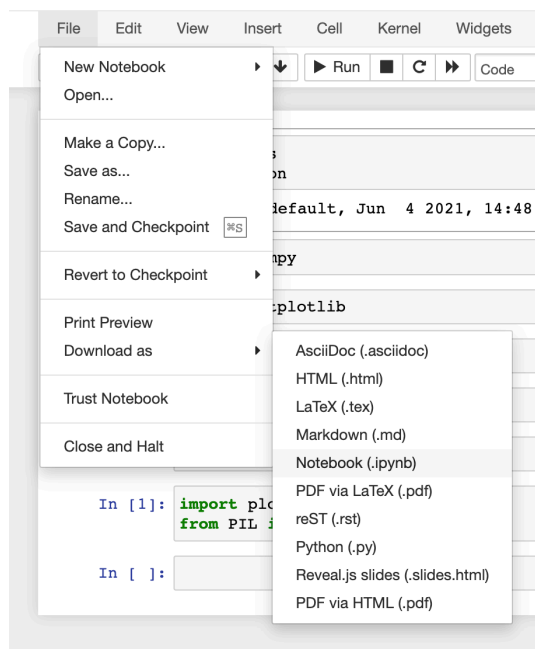 File Edit View Insert Cell Kernel Widgets
New Notebook
Run Code
Open...
Make a Copy...
Save as...
Rename...
default, Jun 4 2021, 14:48
Save and Checkpoint ⌘S
Revert to Checkpoint
Print Preview
Download as
Trust Notebook
Close and Halt
AsciiDoc (.asciidoc)
HTML (.html)
LaTeX (.tex)
Markdown (.md)
Notebook (.ipynb)
PDF via LaTeX (.pdf)
reST (.rst)
Python (.py)
Reveal.js slides (.slides.html)
PDF via HTML (.pdf)
In [1]: import
from PIL
In [ ]: